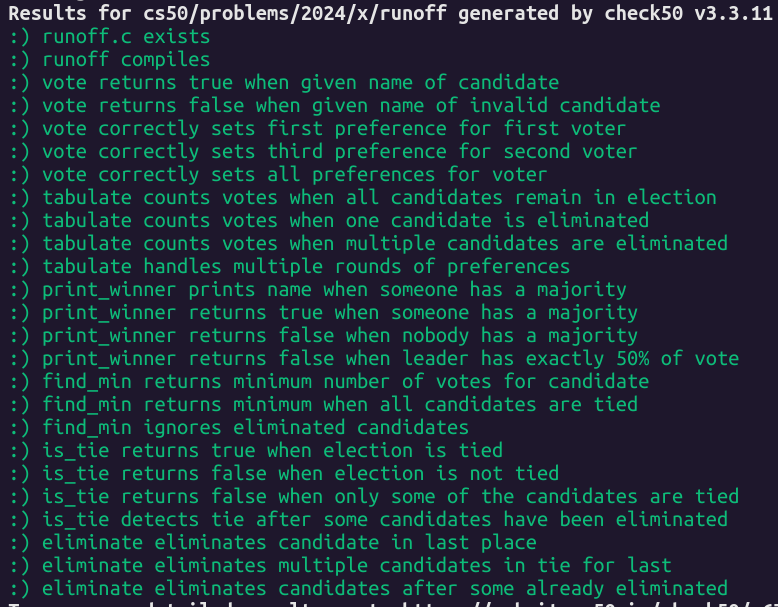 Results for cs50/problems/2024/x/runoff generated by check50 v3.3.11
:) runoff.c exists
:) runoff compiles
:) vote returns true when given name of candidate
:) vote returns false when given name of invalid candidate
:) vote correctly sets first preference for first voter
:) vote correctly sets third preference for second voter
:) vote correctly sets all preferences for voter
:) tabulate counts votes when all candidates remain in election
:) tabulate counts votes when one candidate is eliminated
:) tabulate counts votes when multiple candidates are eliminated
:) tabulate handles multiple rounds of preferences
:) print_winner prints name when someone has a majority
:) print_winner returns true when someone has a majority
:) print_winner returns false when nobody has a majority
:) print_winner returns false when leader has exactly 50% of vote
:) find_min returns minimum number of votes for candidate
:) find_min returns minimum when all candidates are tied
:) find_min ignores eliminated candidates
:) is_tie returns true when election is tied
:) is_tie returns false when election is not tied
:) is_tie returns false when only some of the candidates are tied
:) is_tie detects tie after some candidates have been eliminated
:) eliminate eliminates candidate in last place
:) eliminate eliminates multiple candidates in tie for last
:) eliminate eliminates candidates after some already eliminated